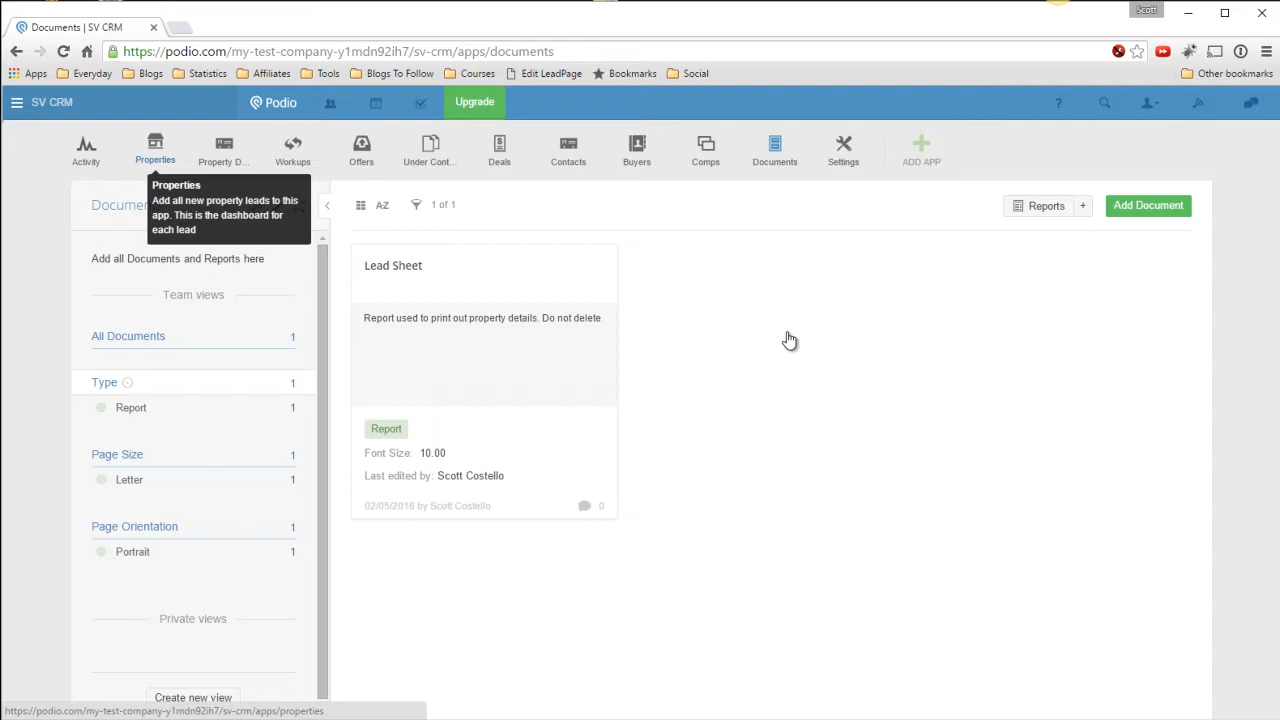 Scott
Documents | SV CRM
https://podio.com/my-test-company-y1mdn92ih7/sv-crm/apps/documents
Apps Everyday Blogs Statistics Affiliates Tools Blogs To Follow Courses Edit LeadPage Bookmarks Social Other bookmarks
SV CRM Podio Upgrade ?
Activity Properties Property D... Workups Offers Under Cont... Deals Contacts Buyers Comps Documents Settings ADD APP
Properties
Add all new property leads to this
app. This is the dashboard for
each lead
Documen
AZ 1 of 1 Reports + Add Document
Add all Documents and Reports here
Team views
All Documents 1
Type 1
Report 1
Page Size 1
Letter 1
Page Orientation 1
Portrait 1
Private views
Create new view
Lead Sheet
Report used to print out property details. Do not delete
Report
Font Size: 10.00
Last edited by: Scott Costello
02/05/2016 by Scott Costello 0
https://podio.com/my-test-company-y1mdn92ih7/sv-crm/apps/properties